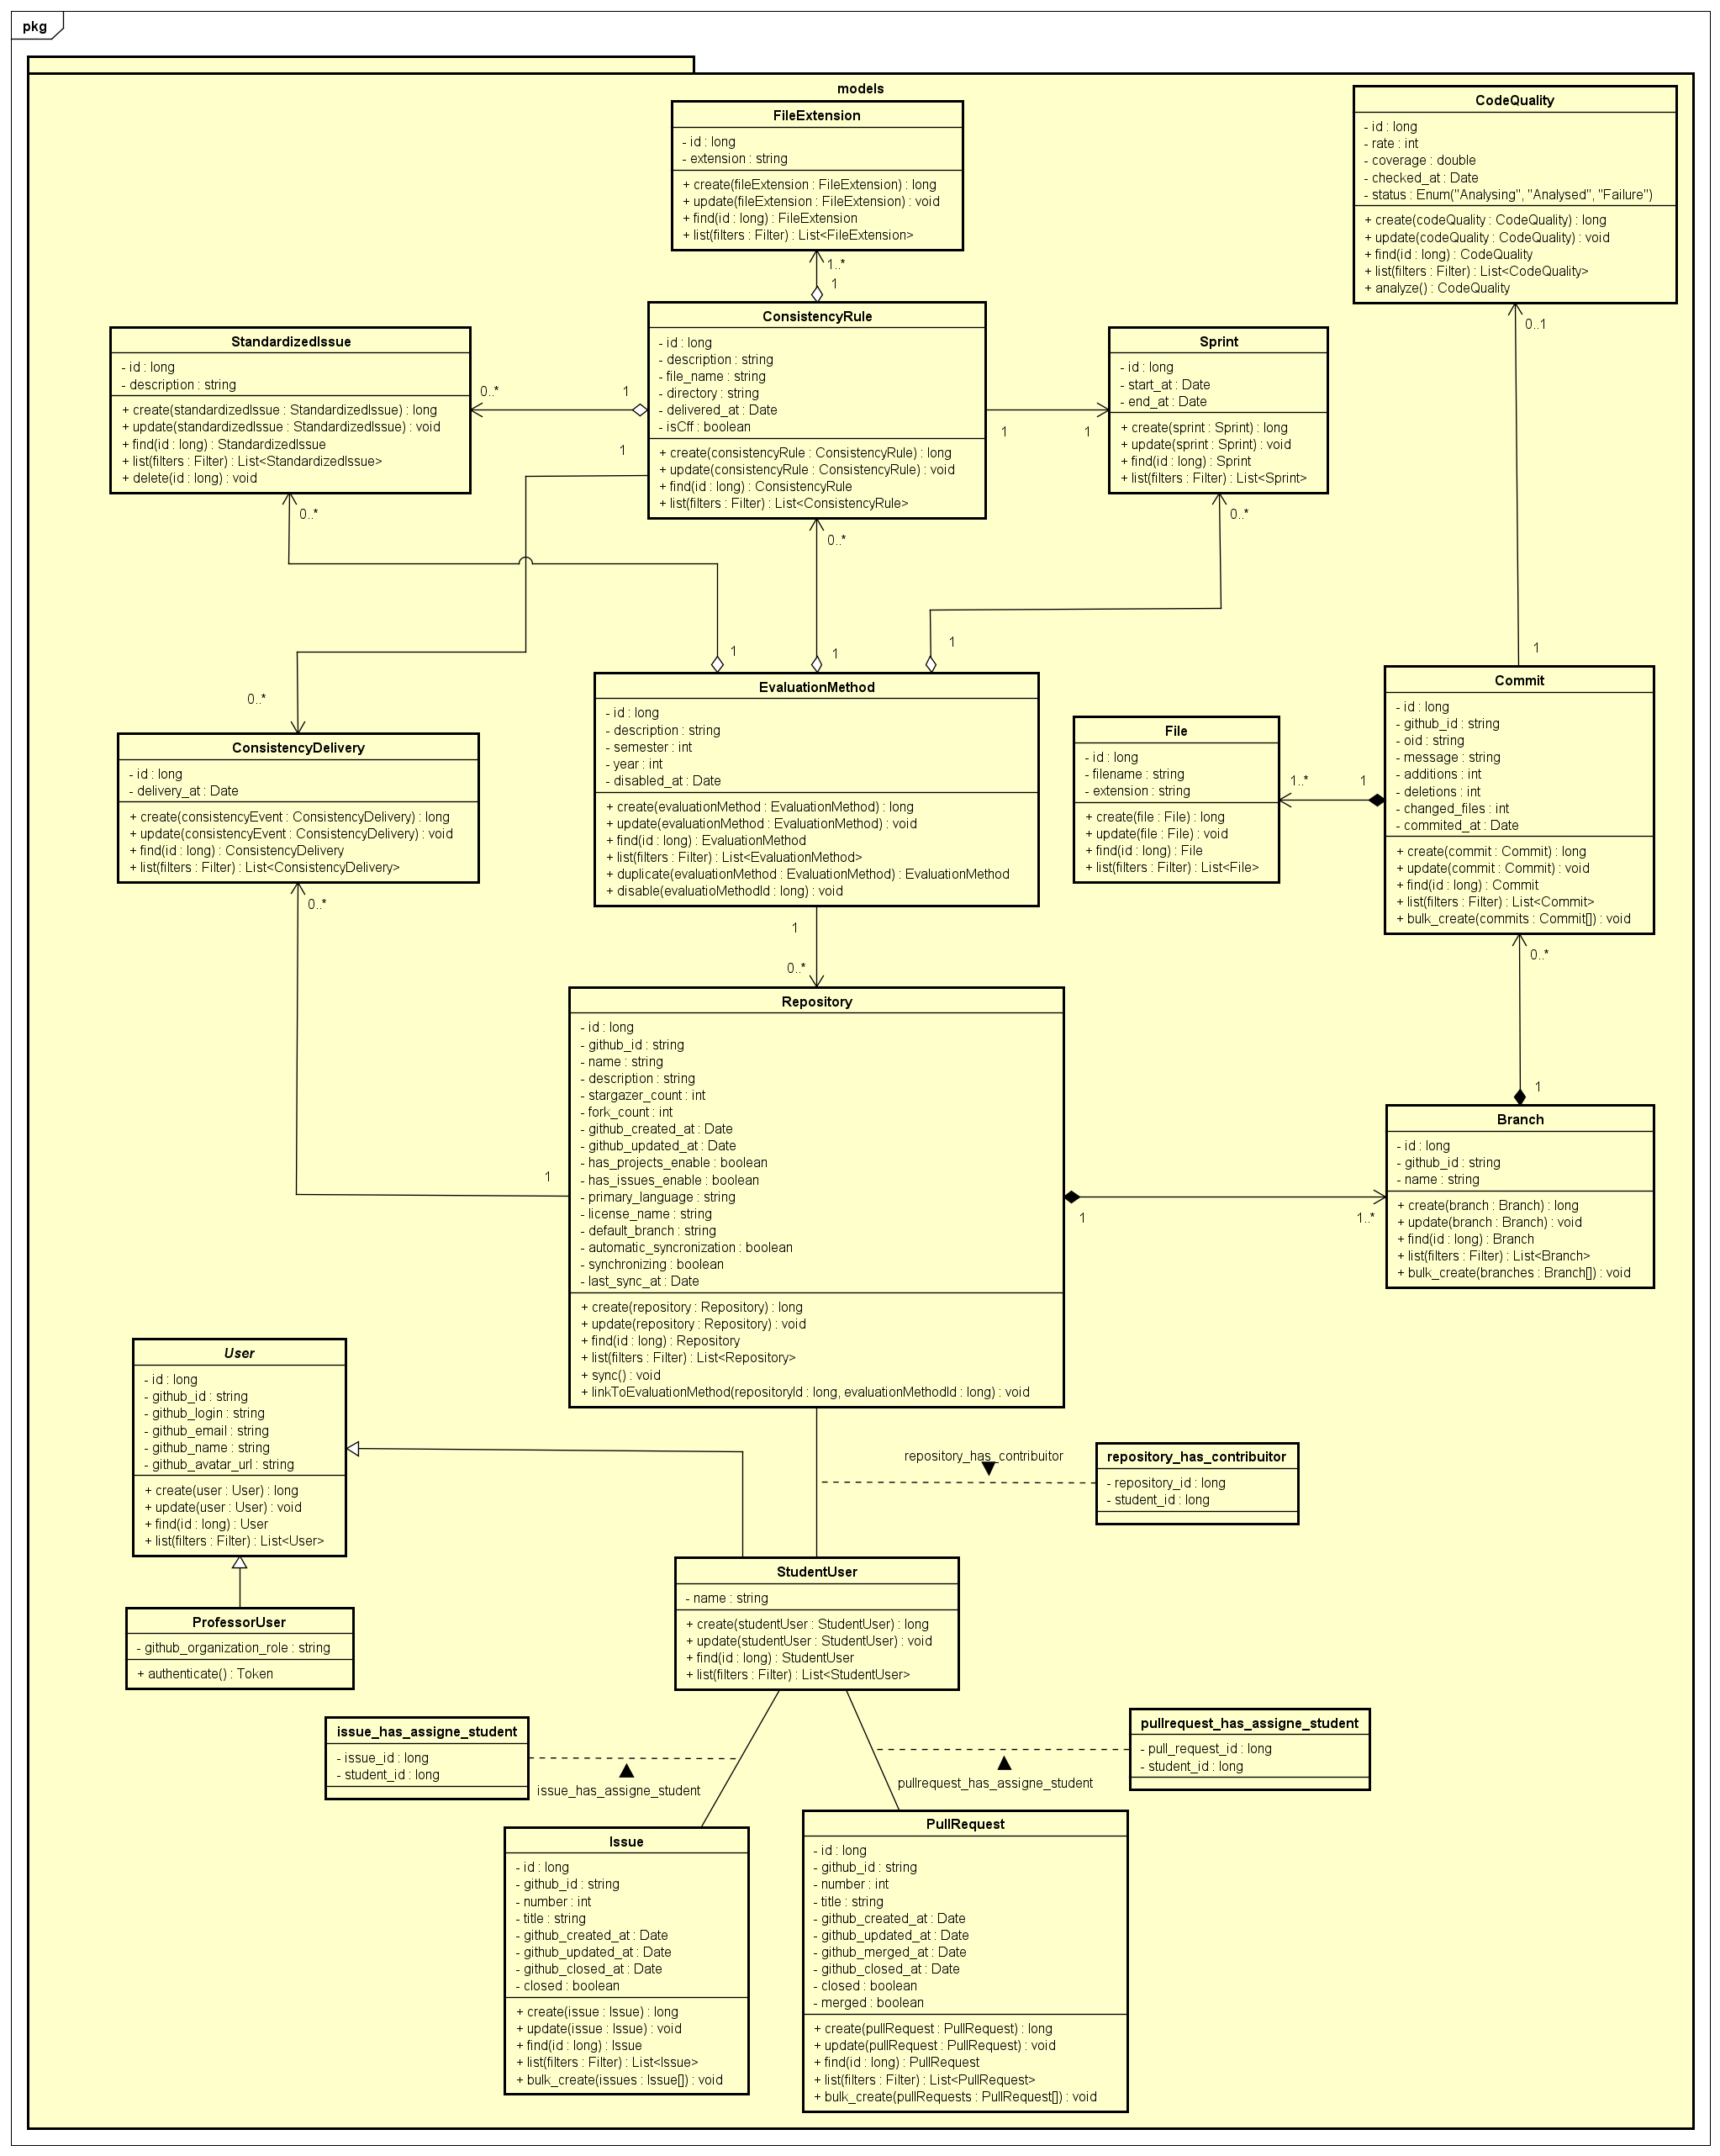 pkg
models
FileExtension
- id : long
- extension : string
+ create(fileExtension : FileExtension) : long
+ update(fileExtension : FileExtension) : void
+ find(id : long) : FileExtension
+ list(filters : Filter) : List<FileExtension>
1..*
1
CodeQuality
- id : long
- rate : int
- coverage : double
- checked_at : Date
- status : Enum("Analysing", "Analysed", "Failure")
+ create(codeQuality : CodeQuality) : long
+ update(codeQuality : CodeQuality) : void
+ find(id : long) : CodeQuality
+ list(filters : Filter) : List<CodeQuality>
+ analyze() : CodeQuality
0..1
1
StandardizedIssue
- id : long
- description : string
+ create(standardizedIssue : StandardizedIssue) : long
+ update(standardizedIssue : StandardizedIssue) : void
+ find(id : long) : StandardizedIssue
+ list(filters : Filter) : List<StandardizedIssue>
+ delete(id : long) : void
0..*
1
0..*
1
ConsistencyRule
- id : long
- description : string
- file_name : string
- directory : string
- delivered_at : Date
- isCff : boolean
+ create(consistencyRule : ConsistencyRule) : long
+ update(consistencyRule : ConsistencyRule) : void
+ find(id : long) : ConsistencyRule
+ list(filters : Filter) : List<ConsistencyRule>
0..*
1
1
Sprint
- id : long
- start_at : Date
- end_at : Date
+ create(sprint : Sprint) : long
+ update(sprint : Sprint) : void
+ find(id : long) : Sprint
+ list(filters : Filter) : List<Sprint>
0..*
1
1
1
0..*
ConsistencyDelivery
- id : long
- delivery_at : Date
+ create(consistencyEvent : ConsistencyDelivery) : long
+ update(consistencyEvent : ConsistencyDelivery) : void
+ find(id : long) : ConsistencyDelivery
+ list(filters : Filter) : List<ConsistencyDelivery>
0..*
1
EvaluationMethod
- id : long
- description : string
- semester : int
- year : int
- disabled_at : Date
+ create(evaluationMethod : EvaluationMethod) : long
+ update(evaluationMethod : EvaluationMethod) : void
+ find(id : long) : EvaluationMethod
+ list(filters : Filter) : List<EvaluationMethod>
+ duplicate(evaluationMethod : EvaluationMethod) : EvaluationMethod
+ disable(evaluatioMethodId : long) : void
1
0..*
File
- id : long
- filename : string
- extension : string
+ create(file : File) : long
+ update(file : File) : void
+ find(id : long) : File
+ list(filters : Filter) : List<File>
1..*
1
Commit
- id : long
- github_id : string
- oid : string
- message : string
- additions : int
- deletions : int
- changed_files : int
- commited_at : Date
+ create(commit : Commit) : long
+ update(commit : Commit) : void
+ find(id : long) : Commit
+ list(filters : Filter) : List<Commit>
+ bulk_create(commits : Commit[]) : void
0..*
1
Repository
- id : long
- github_id : string
- name : string
- description : string
- stargazer_count : int
- fork_count : int
- github_created_at : Date
- github_updated_at : Date
- has_projects_enable : boolean
- has_issues_enable : boolean
- primary_language : string
- license_name : string
- default_branch : string
- automatic_syncronization : boolean
- synchronizing : boolean
- last_sync_at : Date
+ create(repository : Repository) : long
+ update(repository : Repository) : void
+ find(id : long) : Repository
+ list(filters : Filter) : List<Repository>
+ sync() : void
+ linkToEvaluationMethod(repositoryId : long, evaluationMethodId : long) : void
1
1..*
Branch
- id : long
- github_id : string
- name : string
+ create(branch : Branch) : long
+ update(branch : Branch) : void
+ find(id : long) : Branch
+ list(filters : Filter) : List<Branch>
+ bulk_create(branches : Branch[]) : void
User
- id : long
- github_id : string
- github_login : string
- github_email : string
- github_name : string
- github_avatar_url : string
+ create(user : User) : long
+ update(user : User) : void
+ find(id : long) : User
+ list(filters : Filter) : List<User>
repository_has_contribuitor
repository_has_contribuitor
- repository_id : long
- student_id : long
StudentUser
- name : string
+ create(studentUser : StudentUser) : long
+ update(studentUser : StudentUser) : void
+ find(id : long) : StudentUser
+ list(filters : Filter) : List<StudentUser>
ProfessorUser
- github_organization_role : string
+ authenticate() : Token
issue_has_assigne_student
- issue_id : long
- student_id : long
issue_has_assigne_student
pullrequest_has_assigne_student
- pull_request_id : long
- student_id : long
pullrequest_has_assigne_student
Issue
- id : long
- github_id : string
- number : int
- title : string
- github_created_at : Date
- github_updated_at : Date
- github_closed_at : Date
- closed : boolean
+ create(issue : Issue) : long
+ update(issue : Issue) : void
+ find(id : long) : Issue
+ list(filters : Filter) : List<Issue>
+ bulk_create(issues : Issue[]) : void
PullRequest
- id : long
- github_id : string
- number : int
- title : string
- github_created_at : Date
- github_updated_at : Date
- github_merged_at : Date
- github_closed_at : Date
- closed : boolean
- merged : boolean
+ create(pullRequest : PullRequest) : long
+ update(pullRequest : PullRequest) : void
+ find(id : long) : PullRequest
+ list(filters : Filter) : List<PullRequest>
+ bulk_create(pullRequests : PullRequest[]) : void